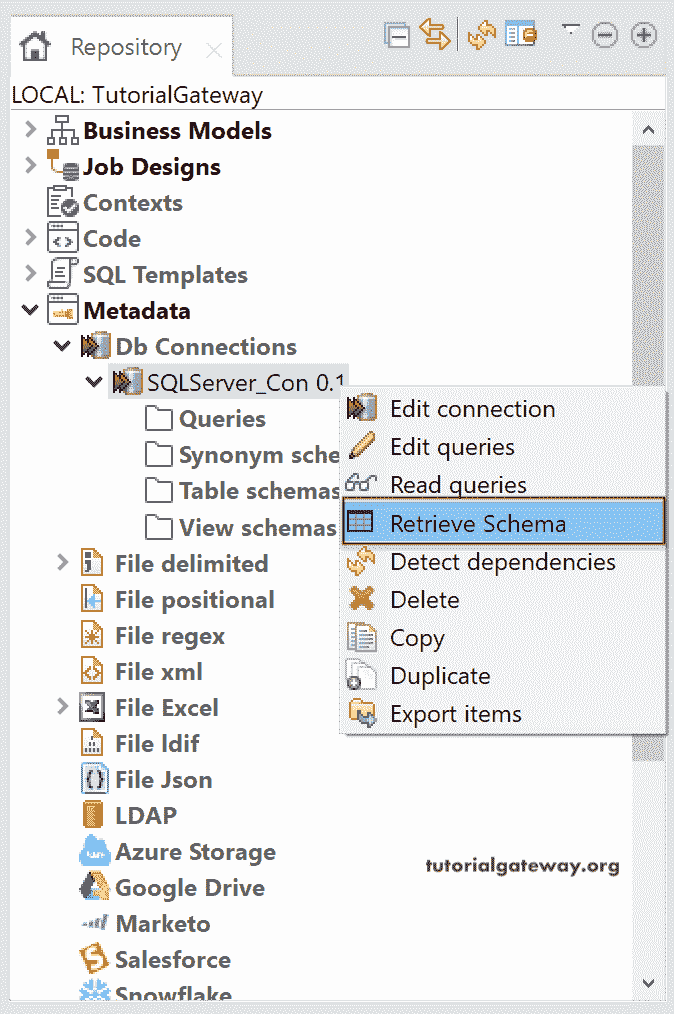 Repository
LOCAL: TutorialGateway
Business Models
Job Designs
Contexts
Code
SQL Templates
Metadata
Db Connections
SQLServer_Con 0.1
Queries
Synonym sche
Table schemas
View schemas
Edit connection
Edit queries
Read queries
Retrieve Schema
Detect dependencies
Delete
Copy
Duplicate
Export items
File delimited
File positional
File regex
File xml
File Excel
File ldif
File Json
LDAP
Azure Storage
Google Drive
Marketo
Salesforce
Snowflake
tutorialgateway.org